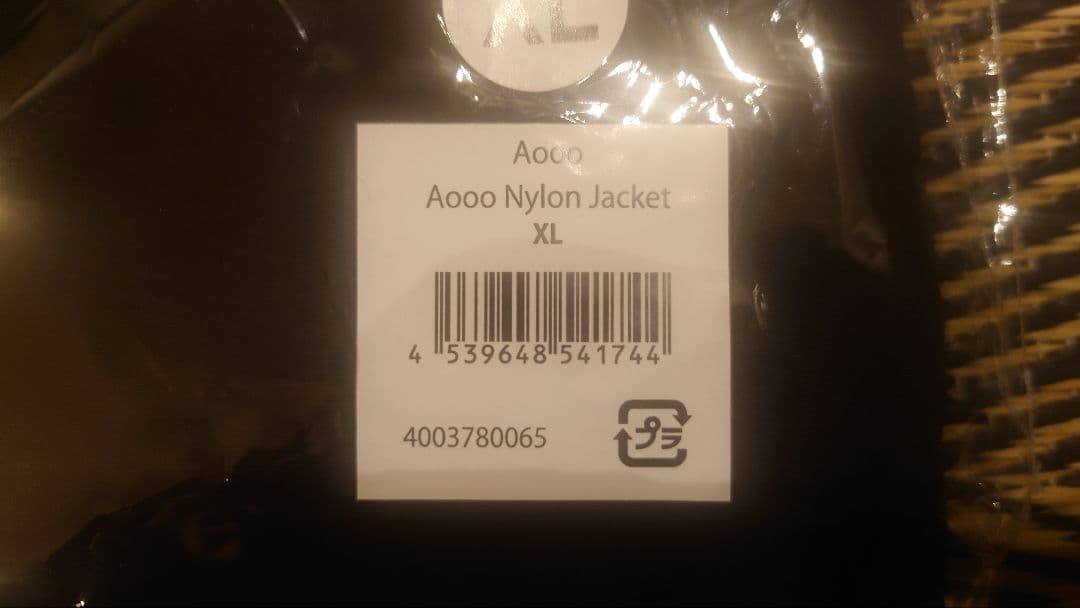 XL
Aooo
Aooo Nylon Jacket
XL
4 539648 541744
4003780065
プラ